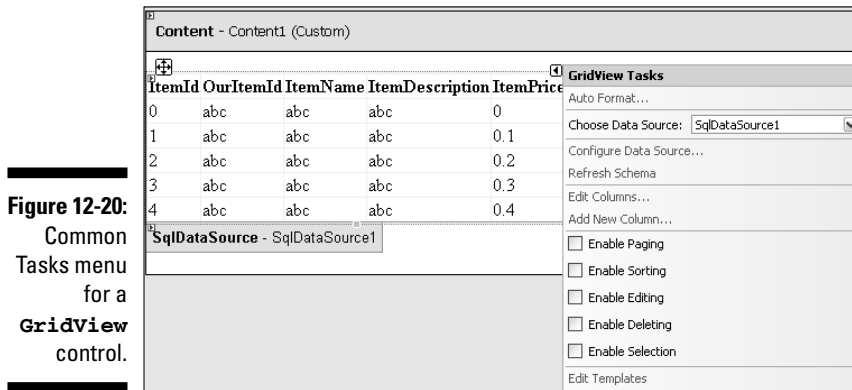 Content - Content1 (Custom)
ItemId OurItemId ItemName ItemDescription ItemPrice
0 abc abc abc 0
1 abc abc abc 0.1
2 abc abc abc 0.2
3 abc abc abc 0.3
4 abc abc abc 0.4
SqlDataSource - SqlDataSource1
GridView Tasks
Auto Format...
Choose Data Source: SqlDataSource1
Configure Data Source...
Refresh Schema
Edit Columns...
Add New Column...
Enable Paging
Enable Sorting
Enable Editing
Enable Deleting
Enable Selection
Edit Templates
Figure 12-20:
Common
Tasks menu
for a
GridView
control.